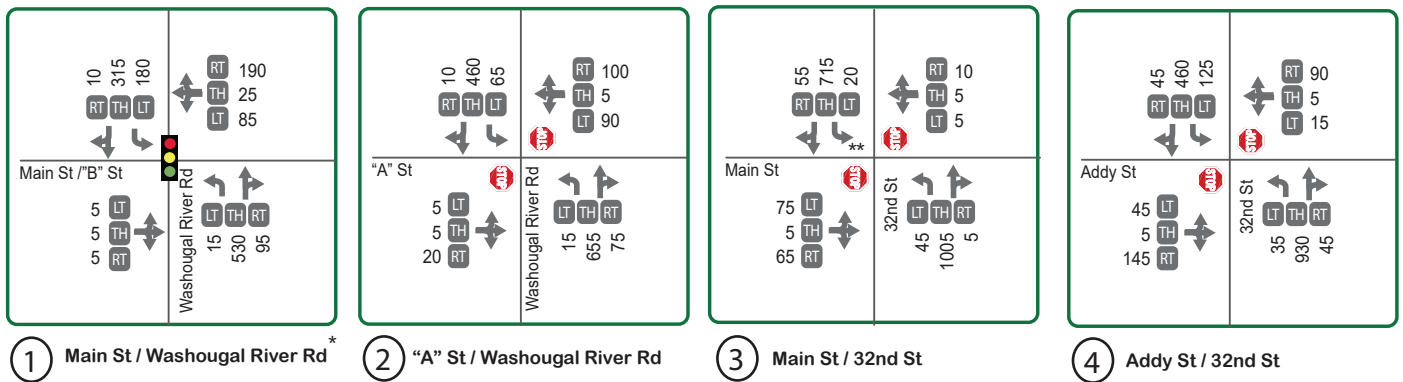 10 315 180
RT TH LT
RT 190
TH 25
LT 85
Main St /"B" St
5 LT
5 TH
5 RT
Washougal River Rd
LT TH RT
15 530 95
1 Main St / Washougal River Rd*
10 460 65
RT TH LT
RT 100
TH 5
LT 90
STOP
"A" St
STOP
5 LT
5 TH
20 RT
Washougal River Rd
LT TH RT
15 655 75
2 "A" St / Washougal River Rd
55 715 20
RT TH LT
RT 10
TH 5
LT 5
**
STOP
Main St
STOP
75 LT
5 TH
65 RT
32nd St
LT TH RT
45 1005 5
3 Main St / 32nd St
45 460 125
RT TH LT
RT 90
TH 5
LT 15
STOP
Addy St
STOP
45 LT
5 TH
145 RT
32nd St
LT TH RT
35 930 45
4 Addy St / 32nd St